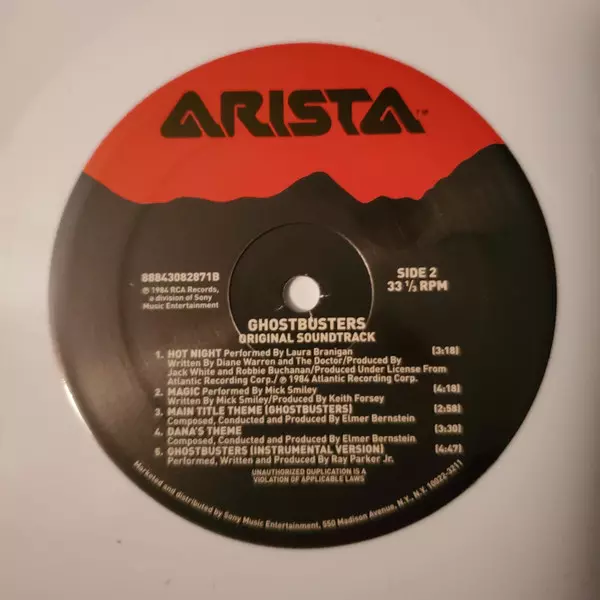 ARISTA™
88843082871B
℗ 1984 RCA Records,
a division of Sony
Music Entertainment
SIDE 2
33 1/3 RPM
GHOSTBUSTERS
ORIGINAL SOUNDTRACK
1. HOT NIGHT Performed By Laura Branigan (3:18)
Written By Diane Warren and The Doctor/Produced By
Jack White and Robbie Buchanan/Produced Under License From
Atlantic Recording Corp./℗ 1984 Atlantic Recording Corp.
2. MAGIC Performed By Mick Smiley (4:18)
Written By Mick Smiley/Produced By Keith Forsey
3. MAIN TITLE THEME (GHOSTBUSTERS) (2:58)
Composed, Conducted and Produced By Elmer Bernstein
4. DANA'S THEME (3:30)
Composed, Conducted and Produced By Elmer Bernstein
5. GHOSTBUSTERS (INSTRUMENTAL VERSION) (4:47)
Performed, Written and Produced By Ray Parker Jr.
UNAUTHORIZED DUPLICATION IS A
VIOLATION OF APPLICABLE LAWS
Marketed and distributed by Sony Music Entertainment, 550 Madison Avenue, N.Y., N.Y. 10022-3211